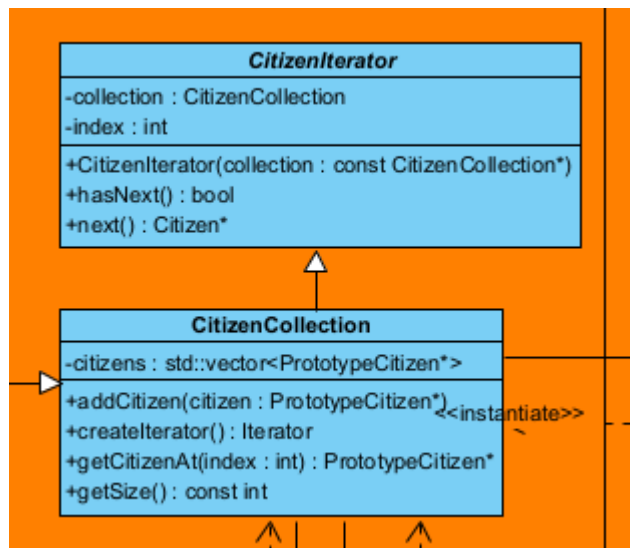 CitizenIterator
-collection : CitizenCollection
-index : int
+CitizenIterator(collection : const CitizenCollection*)
+hasNext() : bool
+next() : Citizen*
CitizenCollection
-citizens : std::vector<PrototypeCitizen*>
+addCitizen(citizen : PrototypeCitizen*)
<<instantiate>>
+createIterator() : Iterator
+getCitizenAt(index : int) : PrototypeCitizen*
+getSize() : const int